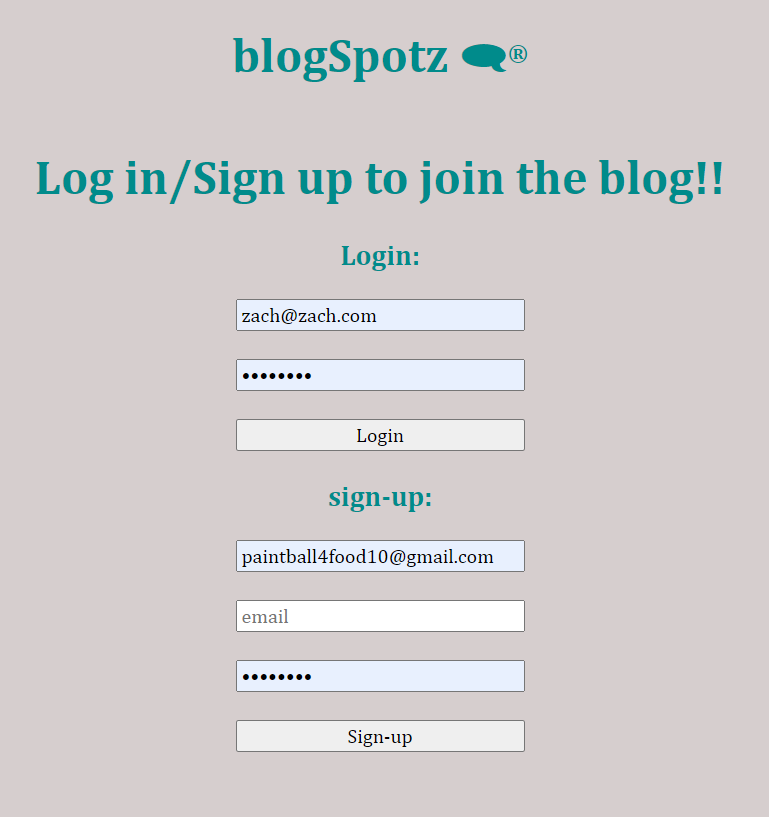 blogSpotz 🗨®
Log in/Sign up to join the blog!!
Login:
zach@zach.com
••••••••
Login
sign-up:
paintball4food10@gmail.com
email
••••••••
Sign-up